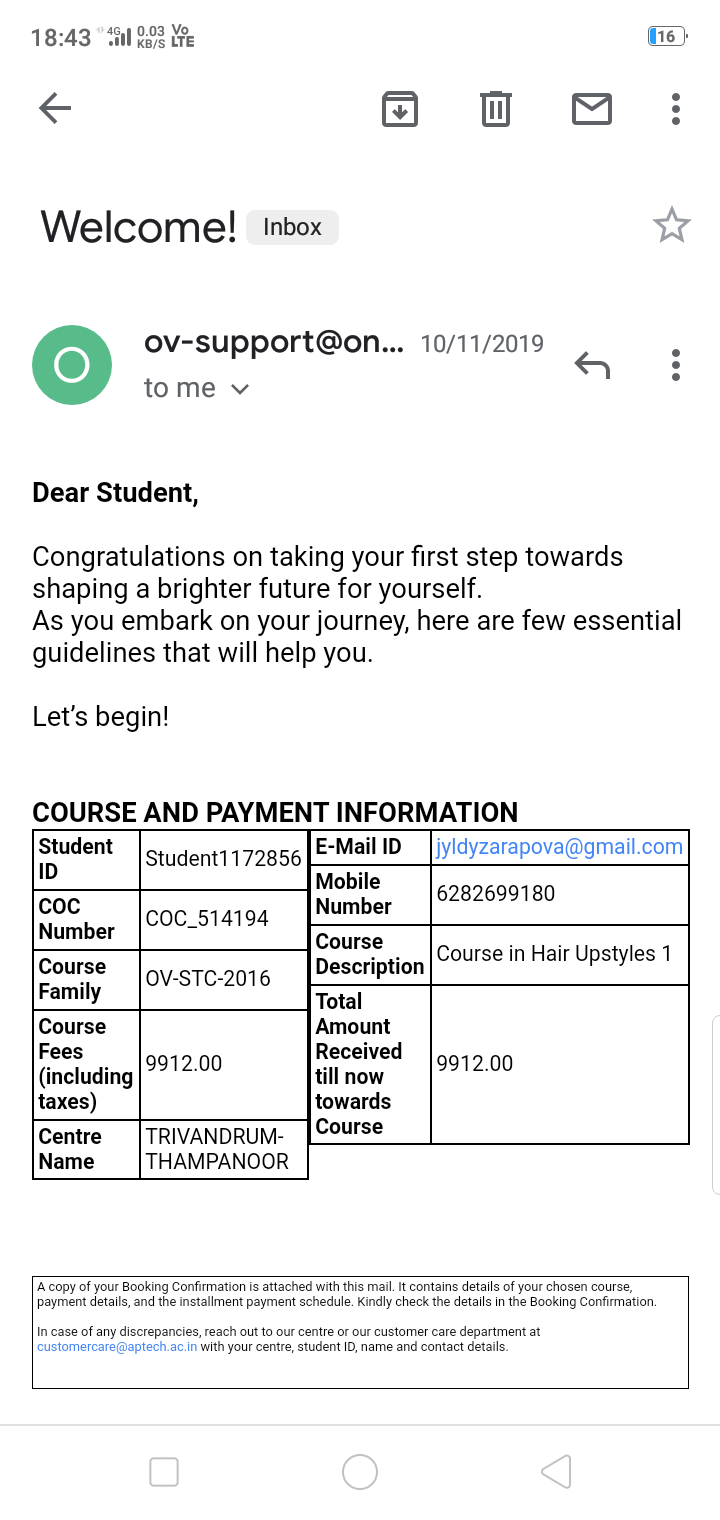 18:43 4G 0.03 KB/S Vo LTE 16
Welcome! Inbox
ov-support@on... 10/11/2019
to me
Dear Student,
Congratulations on taking your first step towards
shaping a brighter future for yourself.
As you embark on your journey, here are few essential
guidelines that will help you.
Let's begin!
COURSE AND PAYMENT INFORMATION
Student
ID
Student1172856
COC
Number
COC_514194
Course
Family
OV-STC-2016
Course
Fees
(including
taxes)
9912.00
Centre
Name
TRIVANDRUM-
THAMPANOOR
E-Mail ID
jyldyzarapova@gmail.com
Mobile
Number
6282699180
Course
Description
Course in Hair Upstyles 1
Total
Amount
Received
till now
towards
Course
9912.00
A copy of your Booking Confirmation is attached with this mail. It contains details of your chosen course,
payment details, and the installment payment schedule. Kindly check the details in the Booking Confirmation.
In case of any discrepancies, reach out to our centre or our customer care department at
customercare@aptech.ac.in with your centre, student ID, name and contact details.